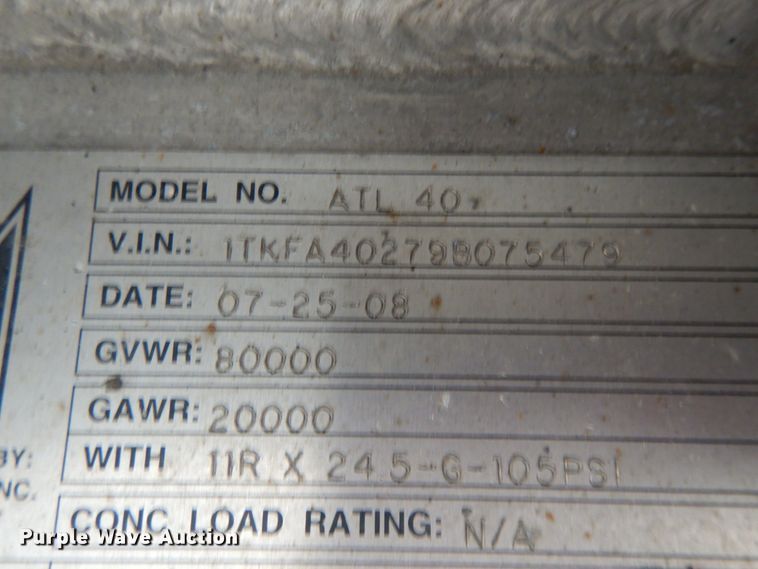 MODEL NO. ATL 40
V.I.N.: 1TKFA40279B075479
DATE: 07-25-08
GVWR: 80000
GAWR: 20000
BY: WITH 11R X 24.5-G-105PSI
NC.
CONC LOAD RATING: N/A
Purple Wave Auction